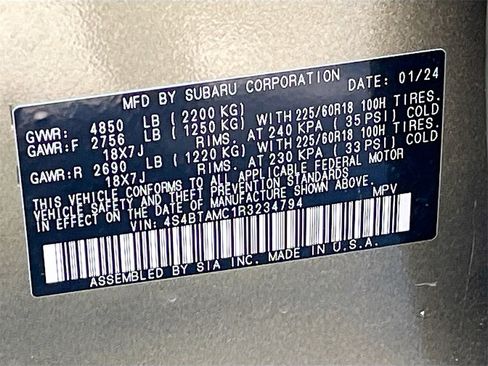 MFD BY SUBARU CORPORATION DATE: 01/24
GVWR: 4850 LB (2200 KG)
GAWR:F 2756 LB (1250 KG) WITH 225/60R18 100H TIRES.
18X7J RIMS. AT 240 KPA (35 PSI) COLD
GAWR:R 2690 LB (1220 KG) WITH 225/60R18 100H TIRES.
18X7J RIMS. AT 230 KPA (33 PSI) COLD
THIS VEHICLE CONFORMS TO ALL APPLICABLE FEDERAL MOTOR
VEHICLE SAFETY AND THEFT PREVENTION STANDARDS
IN EFFECT ON THE DATE OF MANUFACTURE SHOWN ABOVE.
VIN: 4S4BTAMC1R3234794 MPV
ASSEMBLED BY SIA INC. MADE IN U.S.A.